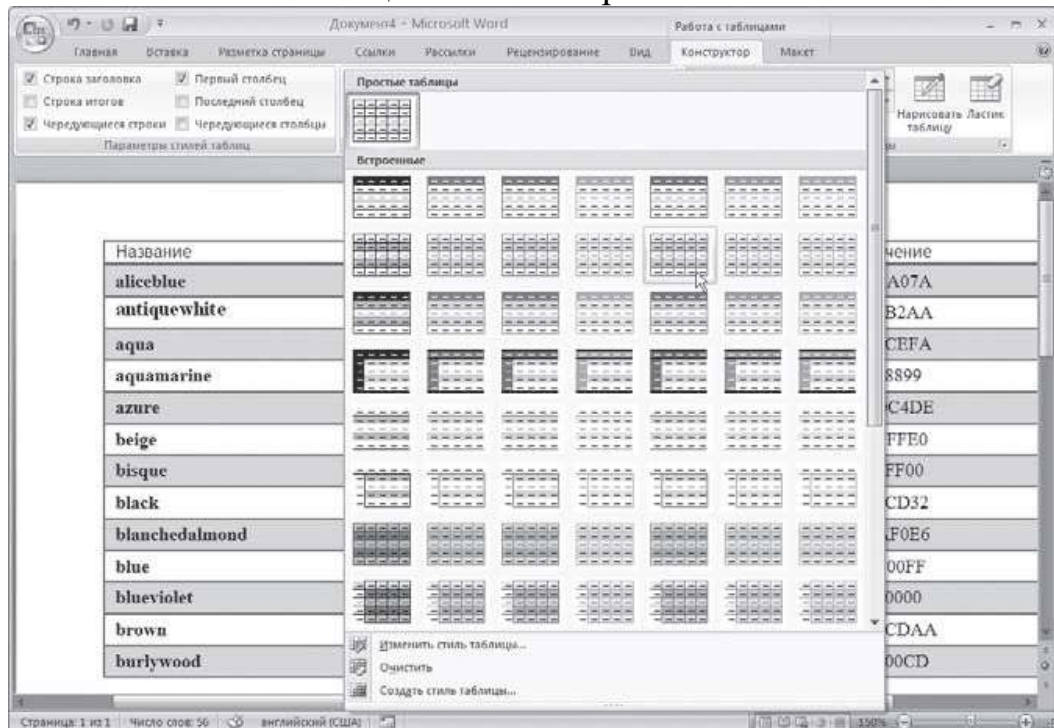 Документ4 - Microsoft Word
Работа с таблицами
Главная Вставка Разметка страницы Ссылки Рассылки Рецензирование Вид Конструктор Макет
Строка заголовка Первый столбец
Строка итогов Последний столбец
Чередующиеся строки Чередующиеся столбцы
Параметры стилей таблиц
Нарисовать таблицу
Ластик
Простые таблицы
Встроенные
Название
aliceblue A07A
antiquewhite B2AA
aqua CEFA
aquamarine 8899
azure C4DE
beige FFE0
bisque FF00
black CD32
blanchedalmond F0E6
blue 00FF
blueviolet 0000
brown CDAA
burlywood 00CD
Изменить стиль таблицы...
Очистить
Создать стиль таблицы...
Страница: 1 из 1 Число слов: 56 английский (США) 150%